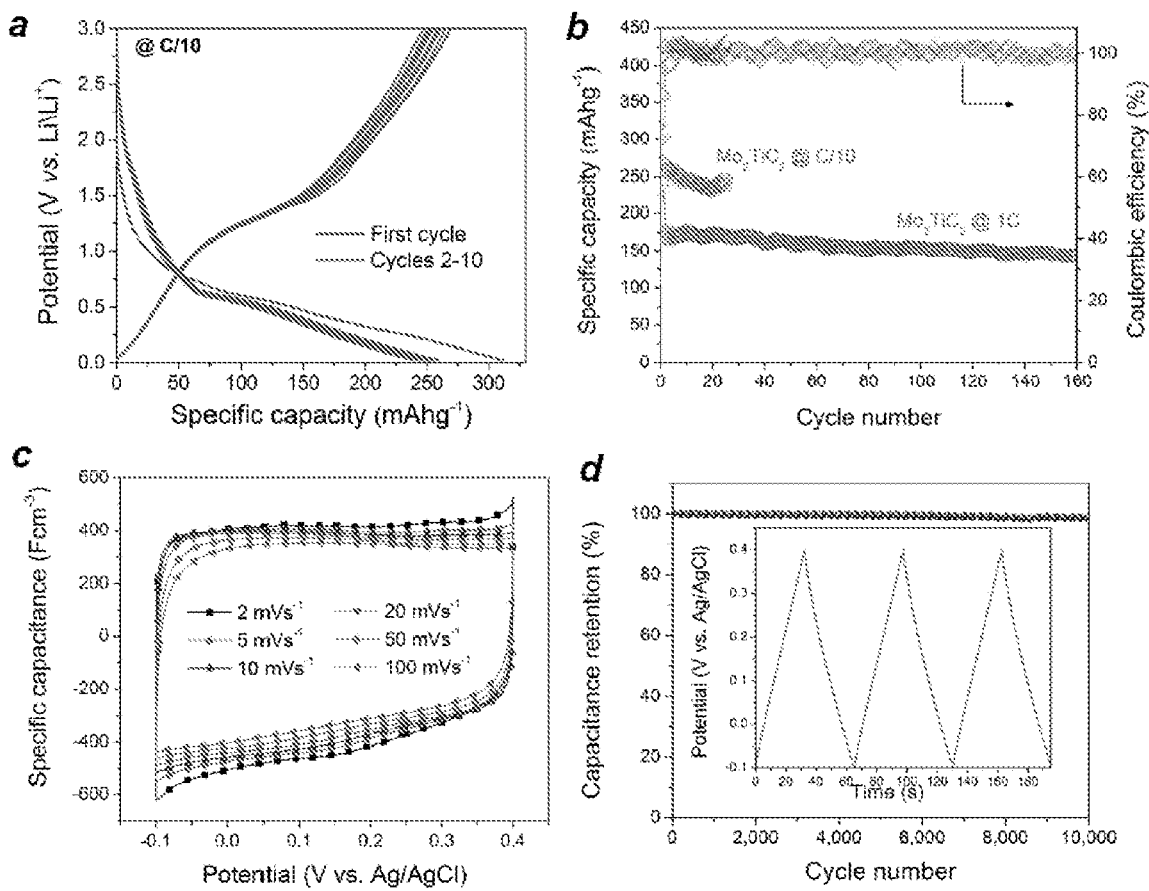 a
@ C/10
3.0
2.5
2.0
1.5
1.0
0.5
0.0
Potential (V vs. Li\Li⁺)
First cycle
Cycles 2-10
0 50 100 150 200 250 300
Specific capacity (mAhg⁻¹)
b
450
400
350
300
250
200
150
100
50
0
Specific capacity (mAhg⁻¹)
Mo₂TiC₂ @ C/10
Mo₂TiC₂ @ 1C
100
80
60
40
20
0
Coulombic efficiency (%)
0 20 40 60 80 100 120 140 160
Cycle number
c
600
400
200
0
-200
-400
-600
Specific capacitance (Fcm⁻³)
2 mVs⁻¹ 20 mVs⁻¹
5 mVs⁻¹ 50 mVs⁻¹
10 mVs⁻¹ 100 mVs⁻¹
-0.1 0.0 0.1 0.2 0.3 0.4
Potential (V vs. Ag/AgCl)
d
100
80
60
40
20
0
Capacitance retention (%)
0.4
0.3
0.2
0.1
0.0
-0.1
Potential (V vs. Ag/AgCl)
0 20 40 60 80 100 120 140 160 180
Time (s)
0 2,000 4,000 6,000 8,000 10,000
Cycle number